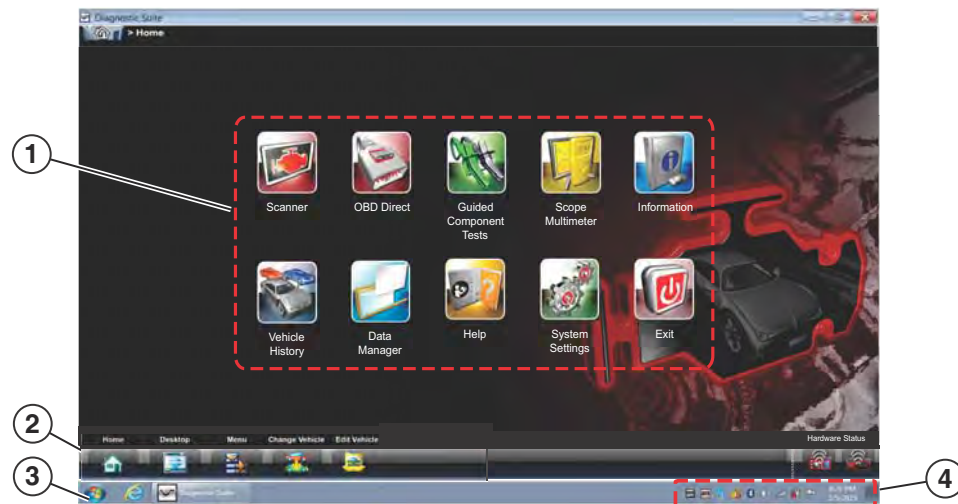 Diagnostic Suite
> Home
1
Scanner
OBD Direct
Guided
Component
Tests
Scope
Multimeter
Information
Vehicle
History
Data
Manager
Help
System
Settings
Exit
2
Home Desktop Menu Change Vehicle Edit Vehicle Hardware Status
3
Diagnostic Suite
4